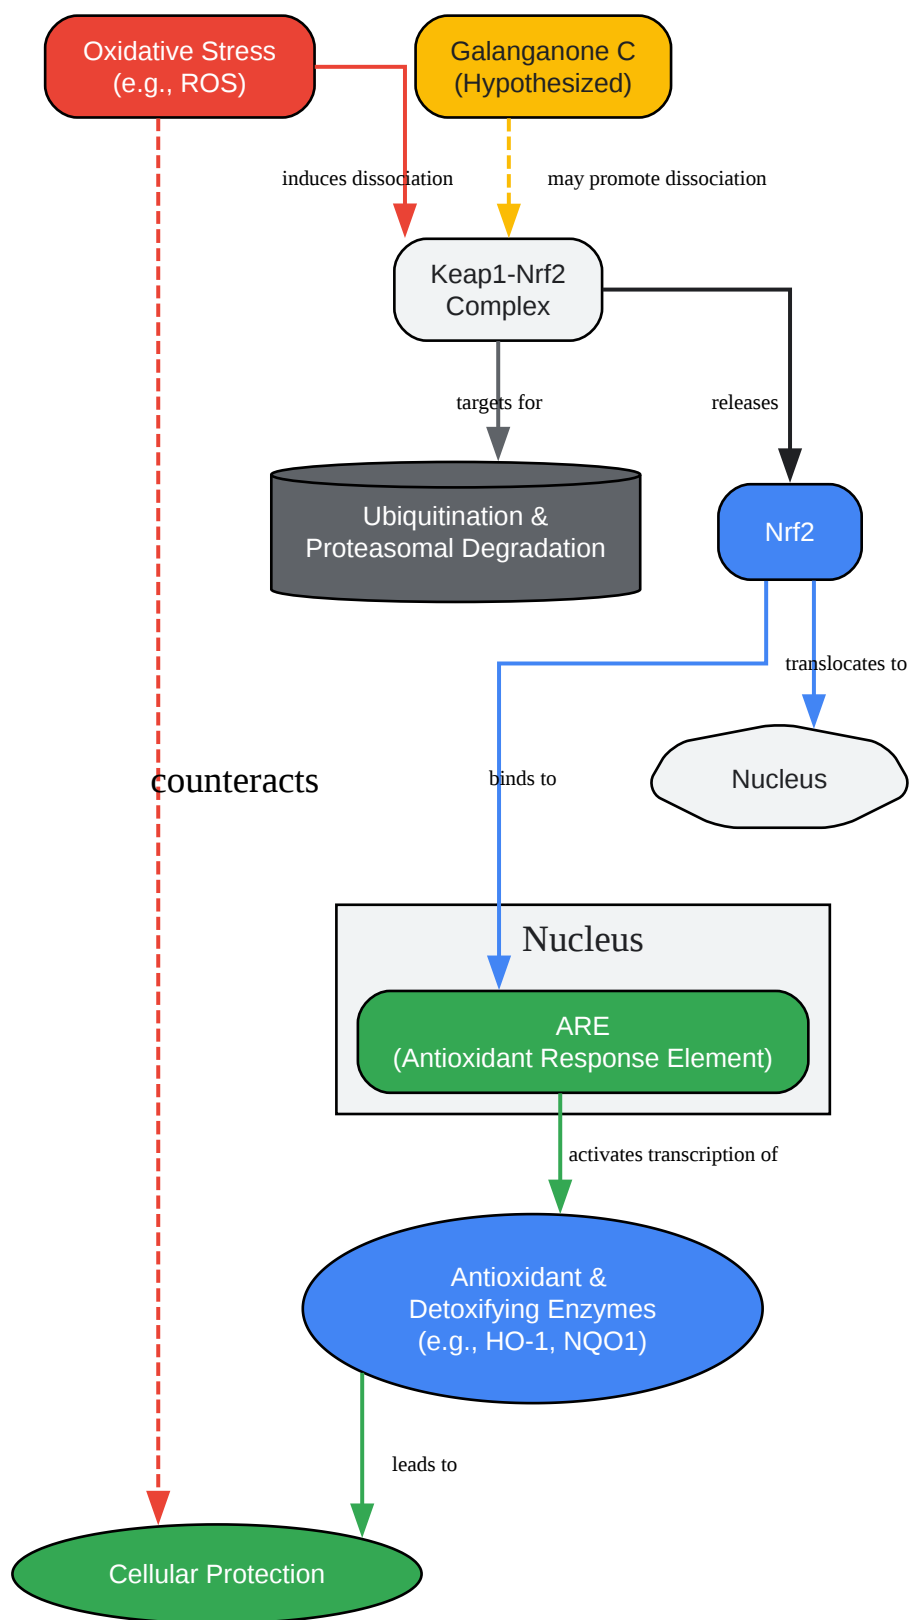 Oxidative Stress
(e.g., ROS)
Galanganone C
(Hypothesized)
induces dissociation
may promote dissociation
Keap1-Nrf2
Complex
targets for
releases
Ubiquitination &
Proteasomal Degradation
Nrf2
translocates to
counteracts
binds to
Nucleus
Nucleus
ARE
(Antioxidant Response Element)
activates transcription of
Antioxidant &
Detoxifying Enzymes
(e.g., HO-1, NQO1)
leads to
Cellular Protection